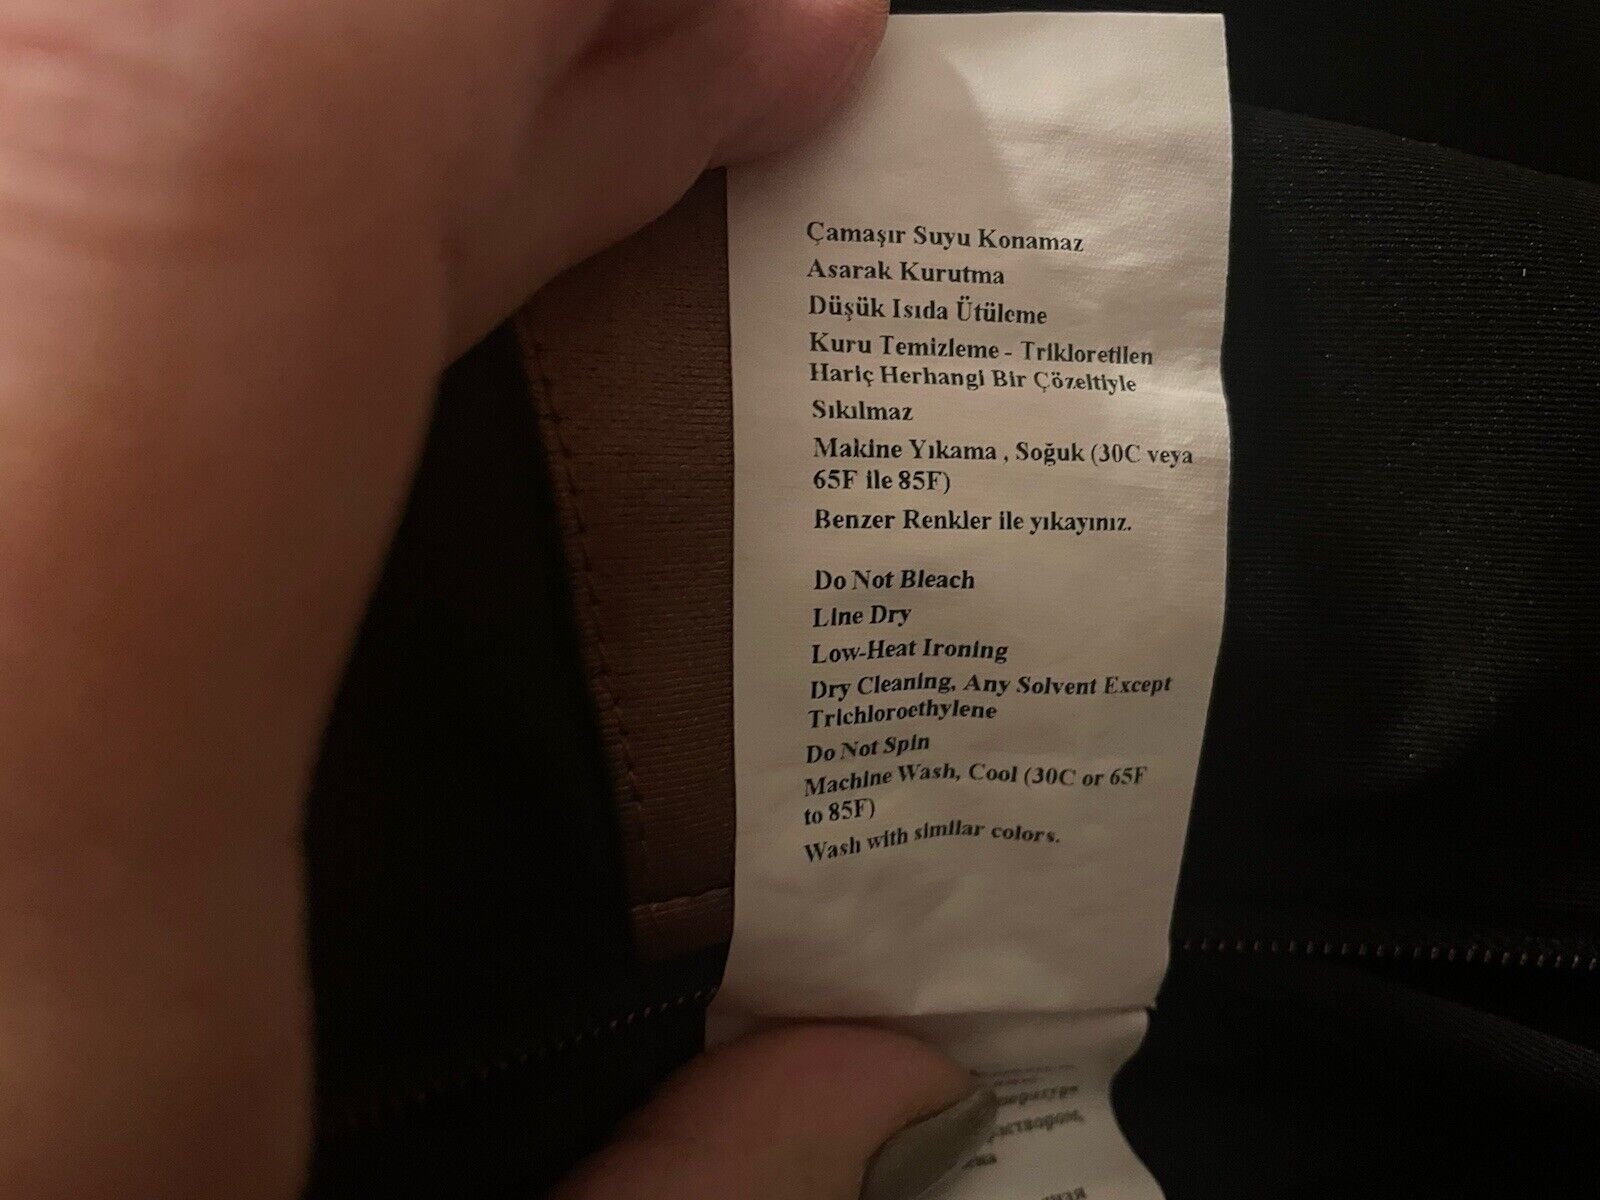 Çamaşır Suyu Konamaz
Asarak Kurutma
Düşük Isıda Ütüleme
Kuru Temizleme - Trikloretilen
Hariç Herhangi Bir Çözeltiyle
Sıkılmaz
Makine Yıkama , Soğuk (30C veya
65F ile 85F)
Benzer Renkler ile yıkayınız.
Do Not Bleach
Line Dry
Low-Heat Ironing
Dry Cleaning, Any Solvent Except
Trichloroethylene
Do Not Spin
Machine Wash, Cool (30C or 65F
to 85F)
Wash with similar colors.